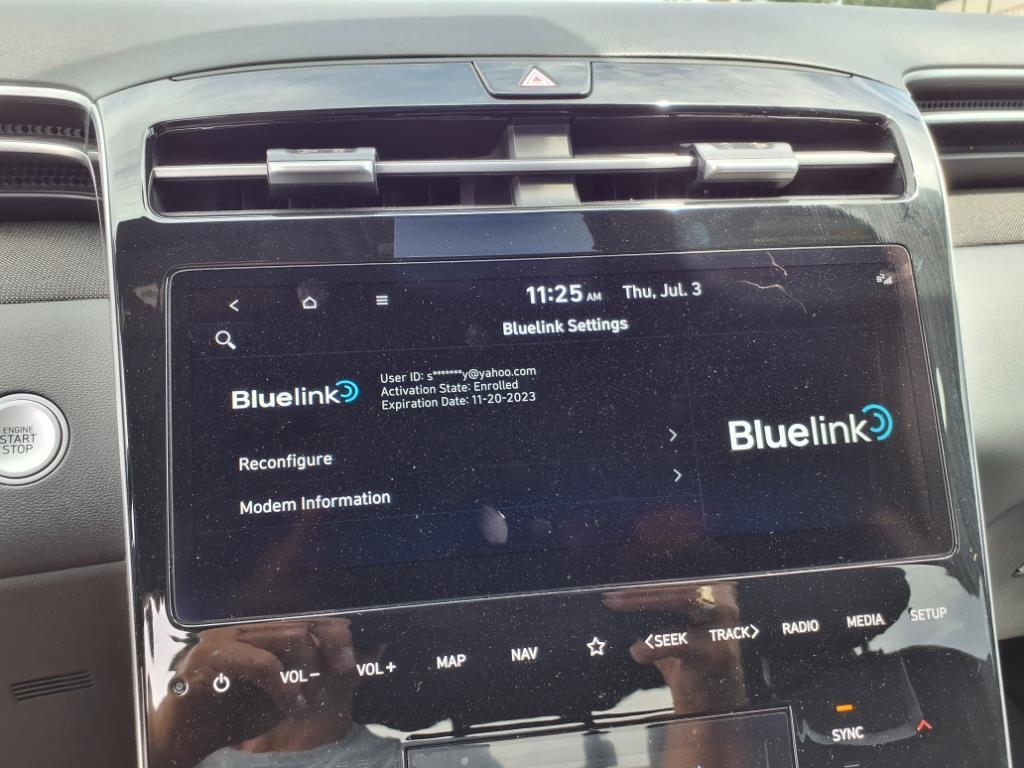 11:25 AM Thu, Jul. 3
Bluelink Settings
Bluelink
User ID: s*******y@yahoo.com
Activation State: Enrolled
Expiration Date: 11-20-2023
Bluelink
Reconfigure
Modem Information
ENGINE
START
STOP
VOL−
VOL+
MAP
NAV
<SEEK
TRACK>
RADIO
MEDIA
SETUP
SYNC